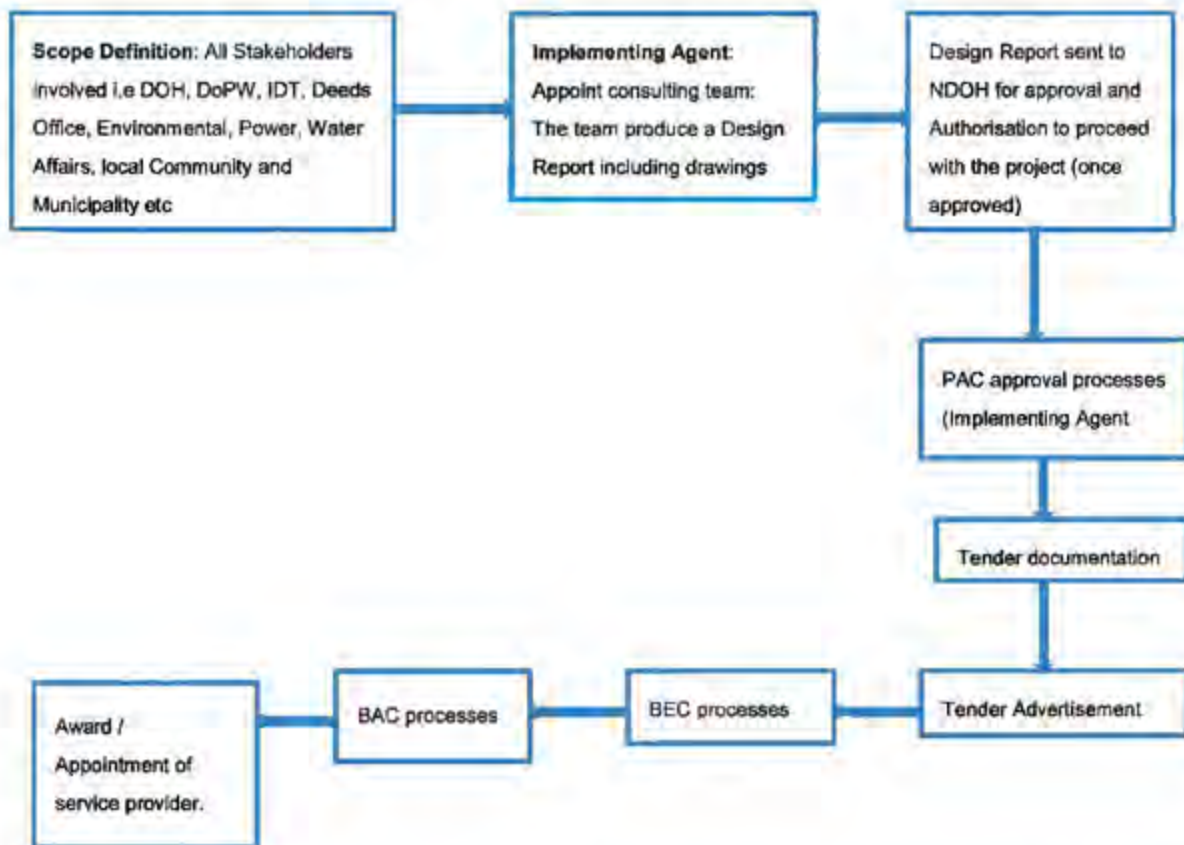 Scope Definition: All Stakeholders
involved i.e DOH, DoPW, IDT, Deeds
Office, Environmental, Power, Water
Affairs, local Community and
Municipality etc
Implementing Agent:
Appoint consulting team:
The team produce a Design
Report including drawings
Design Report sent to
NDOH for approval and
Authorisation to proceed
with the project (once
approved)
PAC approval processes
(Implementing Agent
Tender documentation
Tender Advertisement
BEC processes
BAC processes
Award /
Appointment of
service provider.